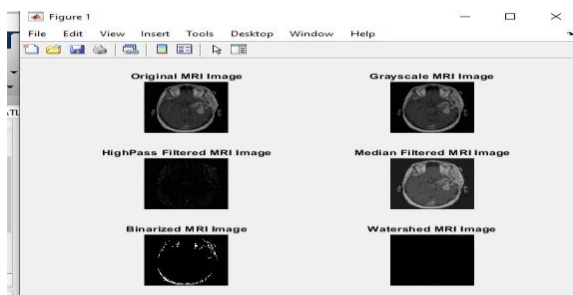 Figure 1
File Edit View Insert Tools Desktop Window Help
Original MRI Image
Grayscale MRI Image
HighPass Filtered MRI Image
Median Filtered MRI Image
Binarized MRI Image
Watershed MRI Image